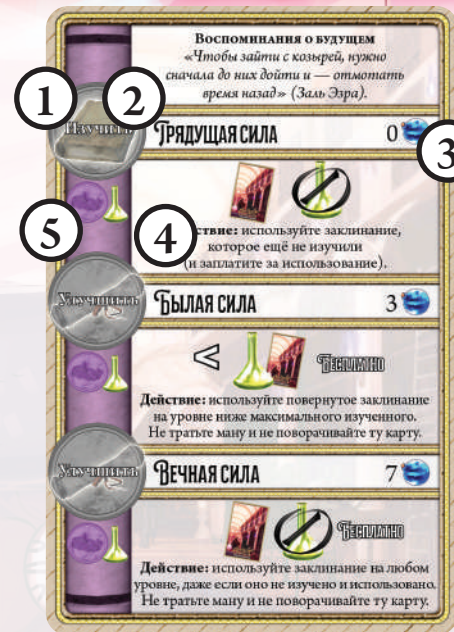 Воспоминания о будущем
«Чтобы зайти с козырей, нужно
сначала до них дойти и — отмотать
время назад» (Заль Эзра).
1
2
Научить
Грядущая сила
0
3
5
4
Действие: используйте заклинание,
которое ещё не изучили
(и заплатите за использование).
Улучшить
Былая сила
3
<
Бесплатно
Действие: используйте повернутое заклинание
на уровне ниже максимального изученного.
Не тратьте ману и не поворачивайте ту карту.
Улучшить
Вечная сила
7
Бесплатно
Действие: используйте заклинание на любом
уровне, даже если оно не изучено и использовано.
Не тратьте ману и не поворачивайте ту карту.